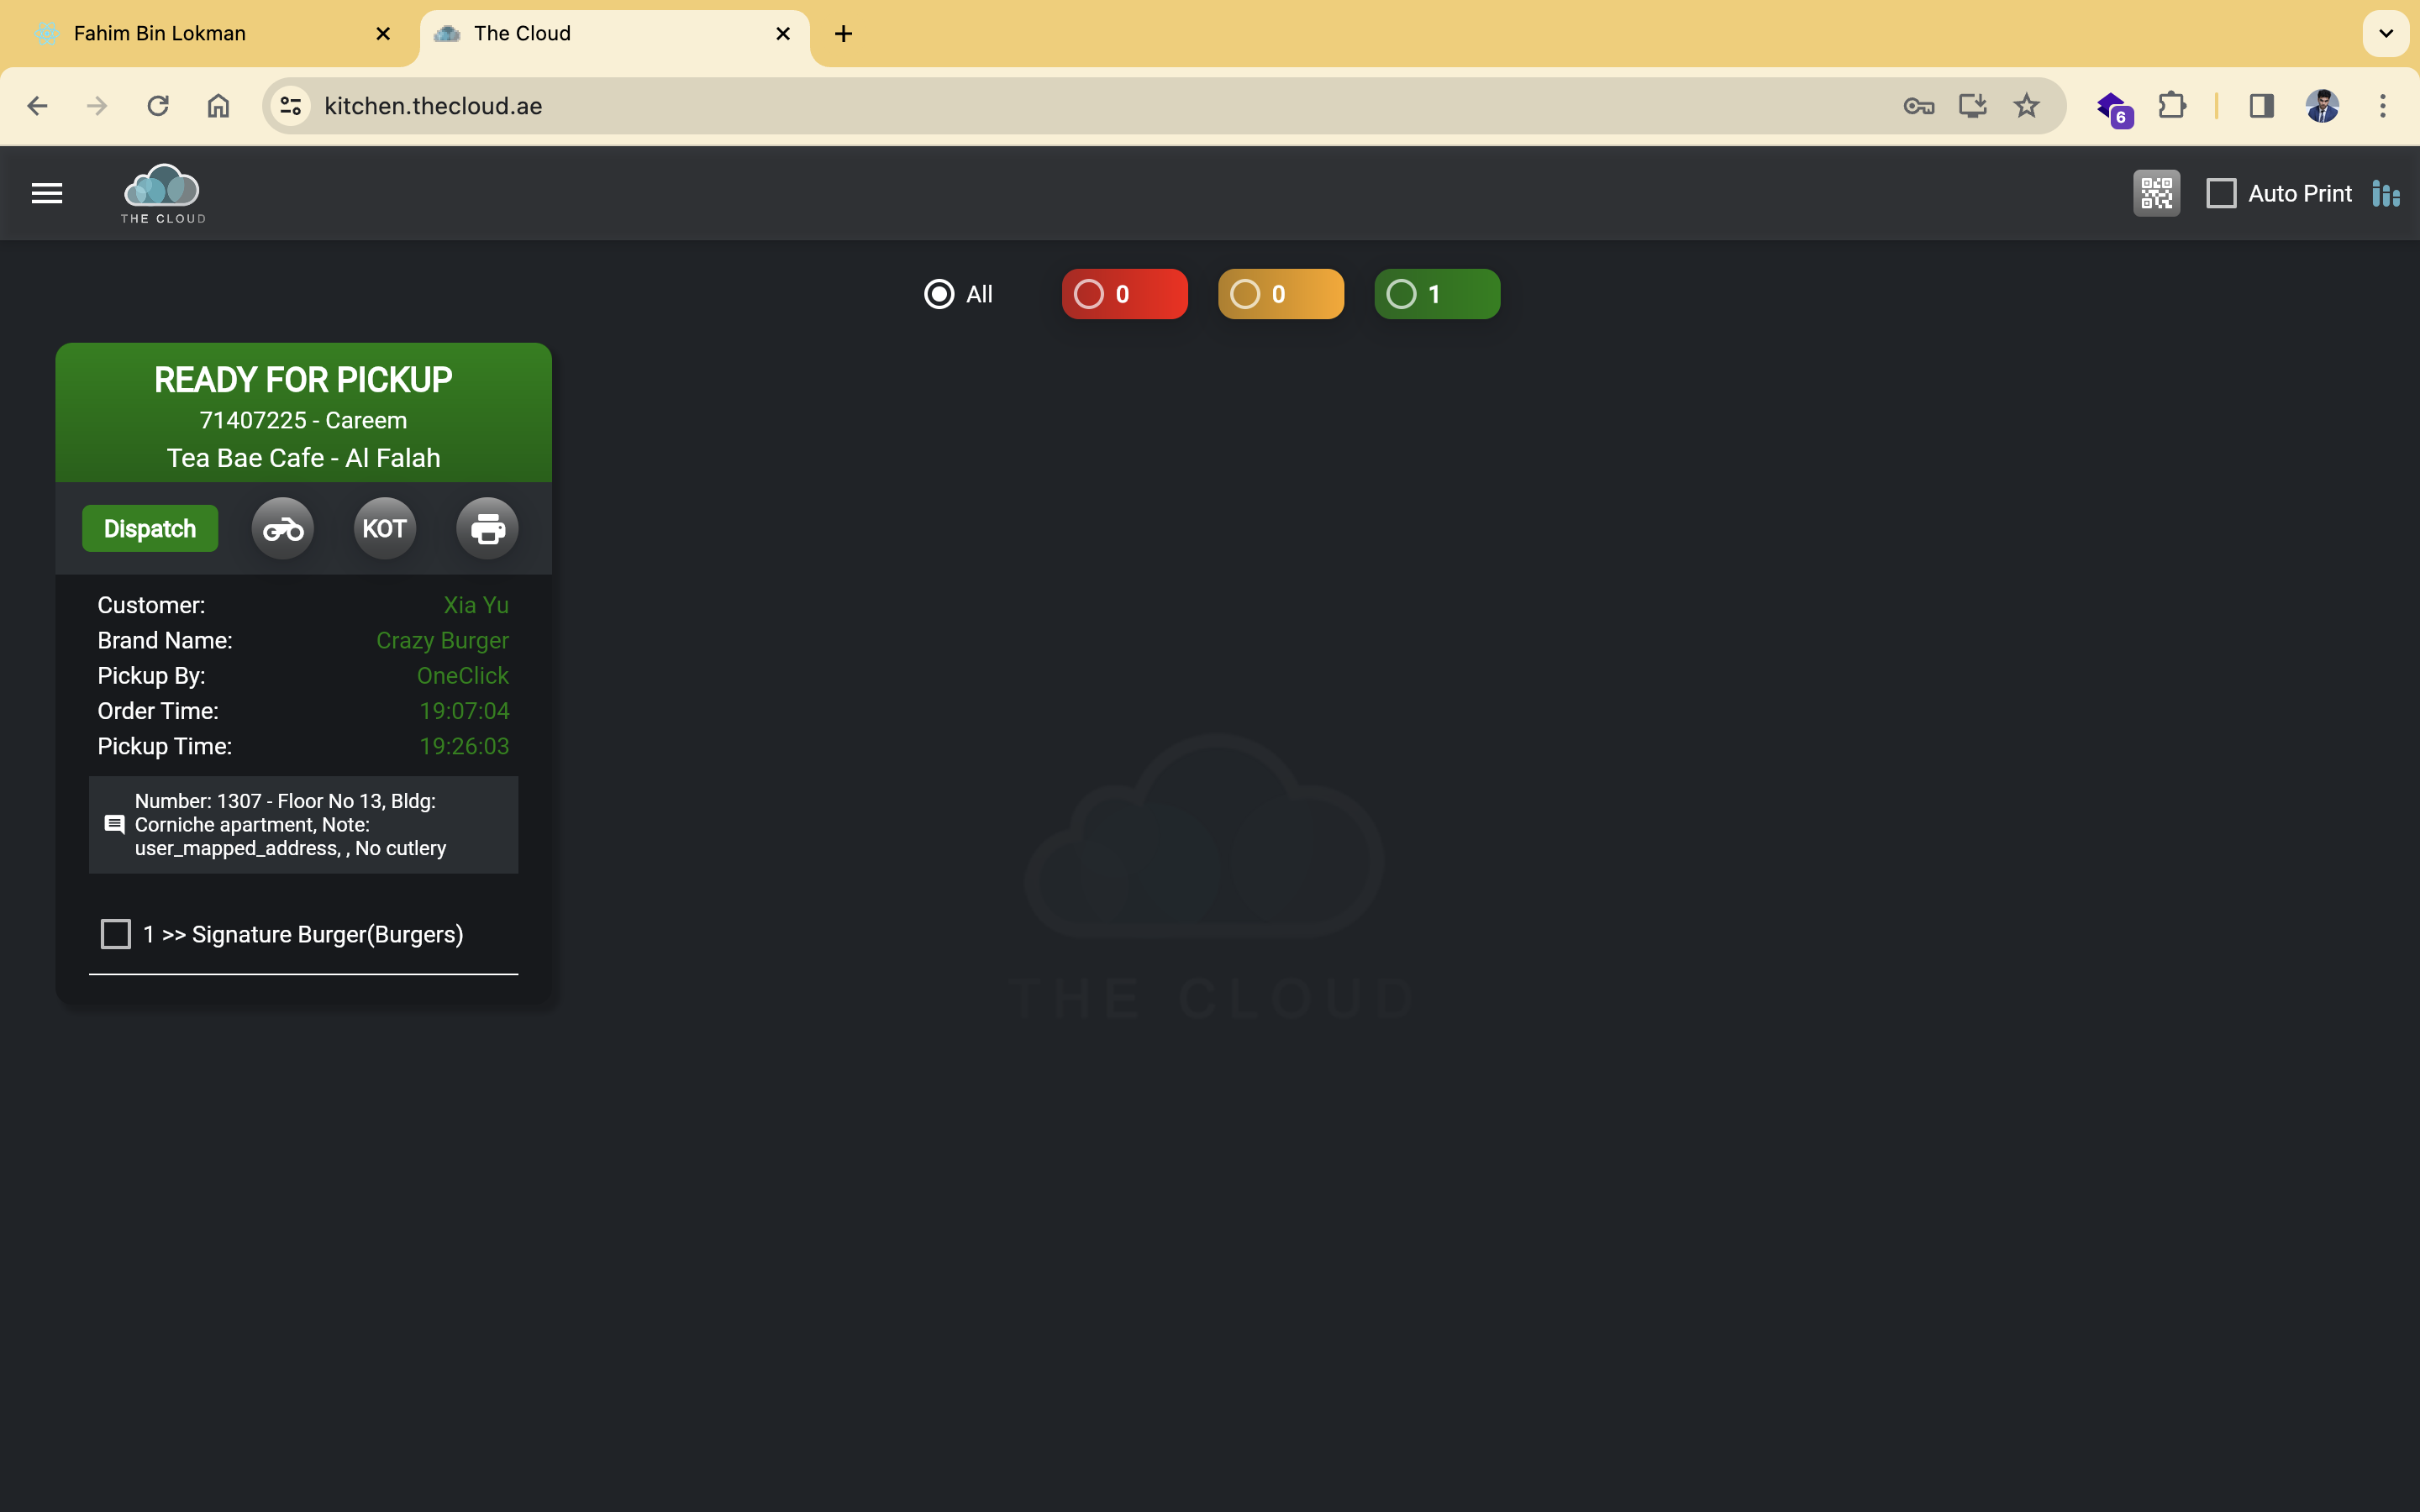 Fahim Bin Lokman
The Cloud
kitchen.thecloud.ae
6
THE CLOUD
Auto Print
All
0
0
1
READY FOR PICKUP
71407225 - Careem
Tea Bae Cafe - Al Falah
Dispatch
KOT
Customer: Xia Yu
Brand Name: Crazy Burger
Pickup By: OneClick
Order Time: 19:07:04
Pickup Time: 19:26:03
Number: 1307 - Floor No 13, Bldg:
Corniche apartment, Note:
user_mapped_address, , No cutlery
1 >> Signature Burger(Burgers)
THE CLOUD